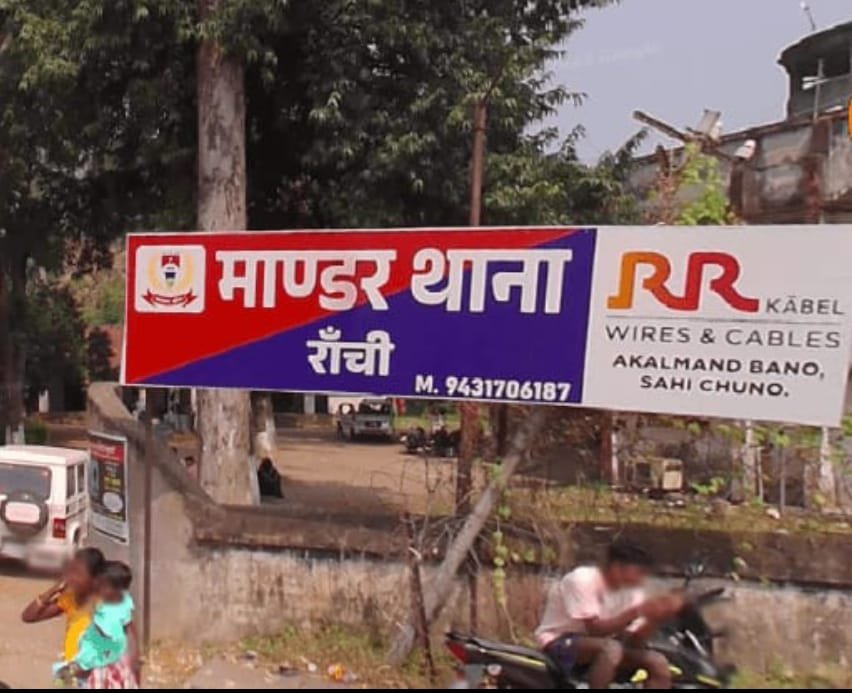 माण्डर थाना
राँची
M. 9431706187
RR KÄBEL
WIRES & CABLES
AKALMAND BANO,
SAHI CHUNO.